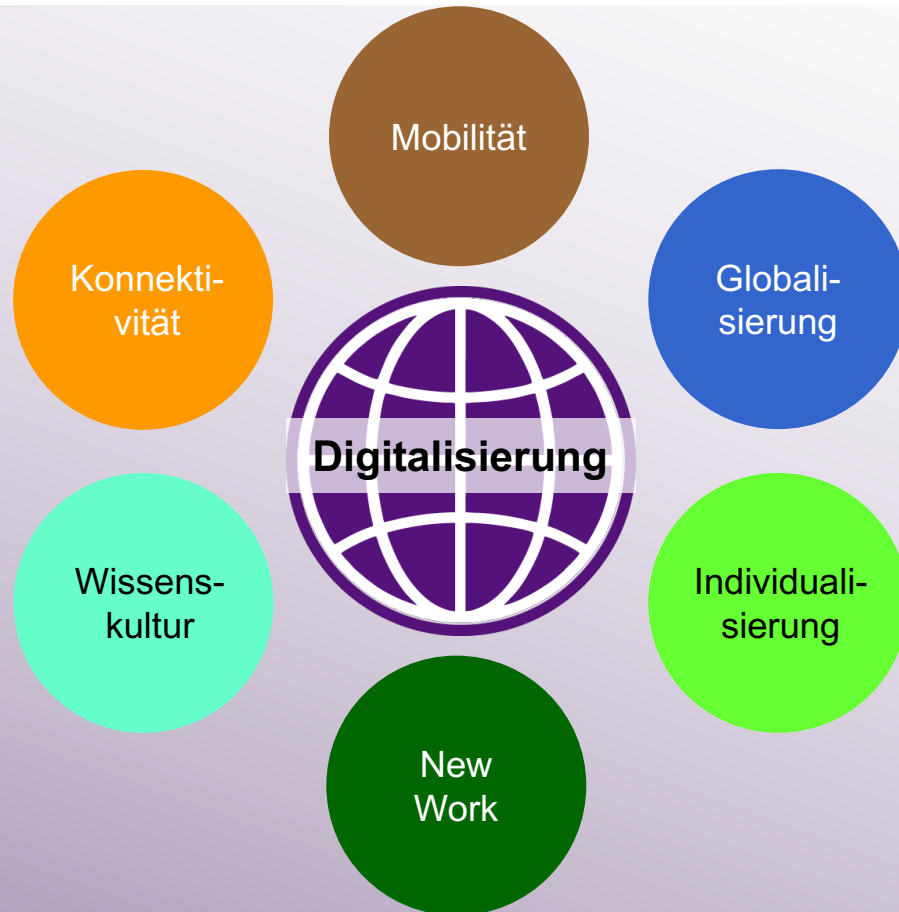 Mobilität
Konnekti-
vität
Globali-
sierung
Digitalisierung
Wissens-
kultur
Individuali-
sierung
New
Work